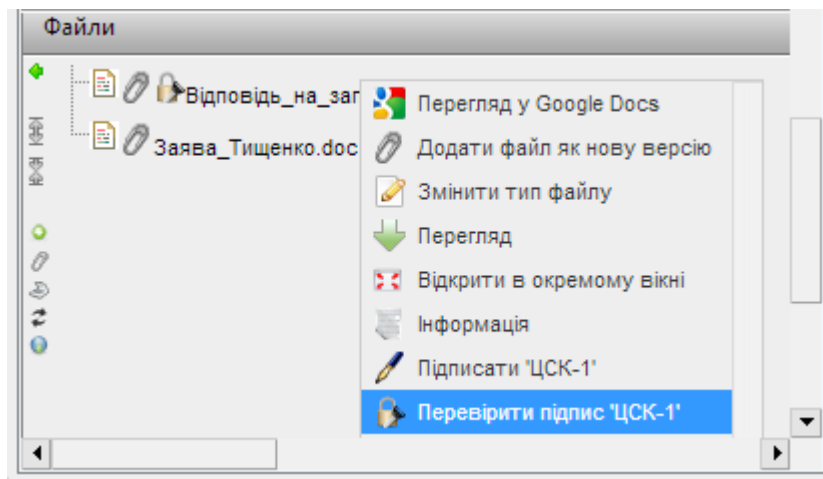 Файли
Відповідь_на_заг
Заява_Тищенко.doc
Перегляд у Google Docs
Додати файл як нову версію
Змінити тип файлу
Перегляд
Відкрити в окремому вікні
Інформація
Підписати 'ЦСК-1'
Перевірити підпис 'ЦСК-1'